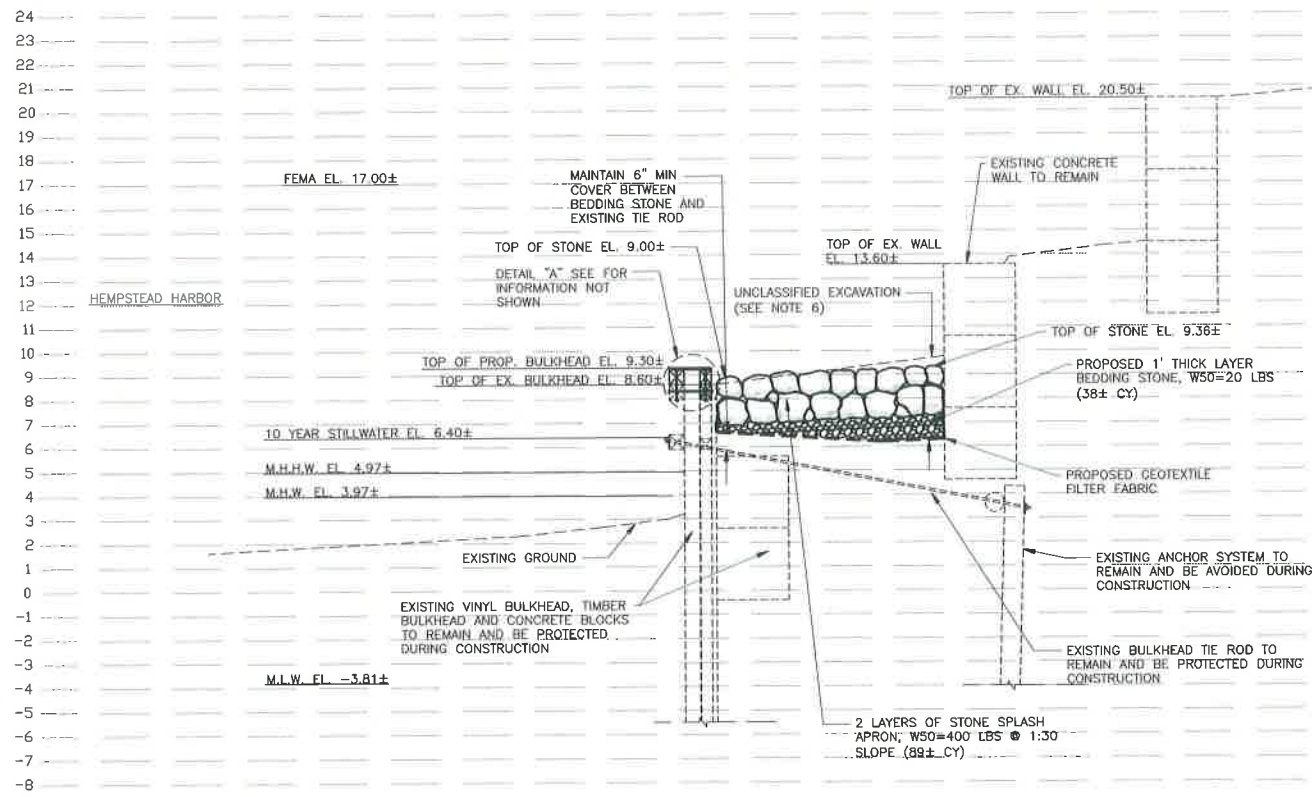 24
23
22
21
20
19
18
17
16
15
14
13
12
11
10
9
8
7
6
5
4
3
2
1
0
-1
-2
-3
-4
-5
-6
-7
-8
TOP OF EX. WALL EL. 20.50±
FEMA EL. 17.00±
MAINTAIN 6" MIN
COVER BETWEEN
BEDDING STONE AND
EXISTING TIE ROD
EXISTING CONCRETE
WALL TO REMAIN
TOP OF STONE EL. 9.00±
TOP OF EX. WALL
EL. 13.60±
DETAIL "A" SEE FOR
INFORMATION NOT
SHOWN
HEMPSTEAD HARBOR
UNCLASSIFIED EXCAVATION
(SEE NOTE 6)
TOP OF STONE EL. 9.36±
TOP OF PROP. BULKHEAD EL. 9.30±
TOP OF EX. BULKHEAD EL. 8.60±
PROPOSED 1' THICK LAYER
BEDDING STONE, W50=20 LBS
(38± CY)
10 YEAR STILLWATER EL. 6.40±
M.H.H.W. EL. 4.97±
M.H.W. EL. 3.97±
PROPOSED GEOTEXTILE
FILTER FABRIC
EXISTING GROUND
EXISTING ANCHOR SYSTEM TO
REMAIN AND BE AVOIDED DURING
CONSTRUCTION
EXISTING VINYL BULKHEAD, TIMBER
BULKHEAD AND CONCRETE BLOCKS
TO REMAIN AND BE PROTECTED
DURING CONSTRUCTION
EXISTING BULKHEAD TIE ROD TO
REMAIN AND BE PROTECTED DURING
CONSTRUCTION
M.L.W. EL. -3.81±
2 LAYERS OF STONE SPLASH
APRON, W50=400 LBS @ 1:30
SLOPE (89± CY)